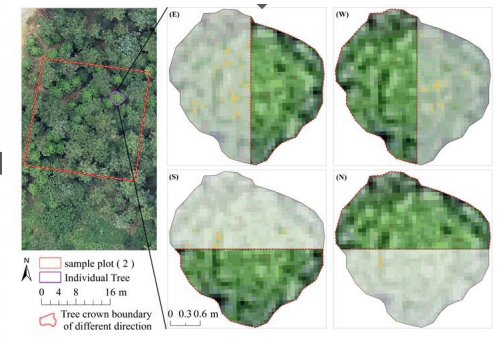 (E)
(W)
(S)
(N)
N
sample plot ( 2 )
Individual Tree
0 4 8 16 m
Tree crown boundary
of different direction
0 0.3 0.6 m